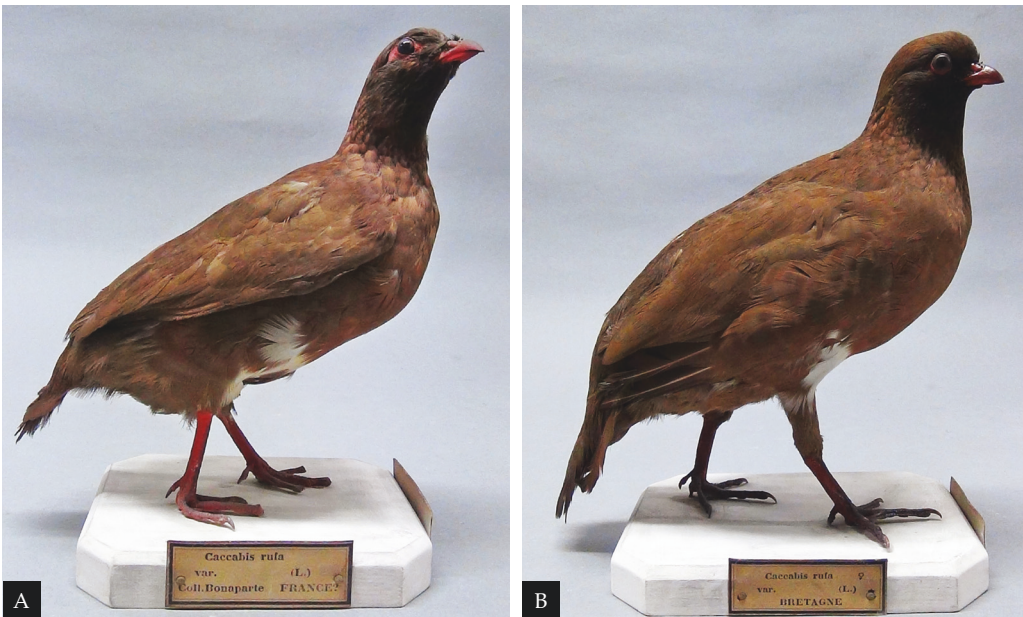 Caccabis rufa
var. (L.)
Coll.Bonaparte FRANCE?
A
Caccabis rufa ♀
var. (L.)
BRETAGNE
B